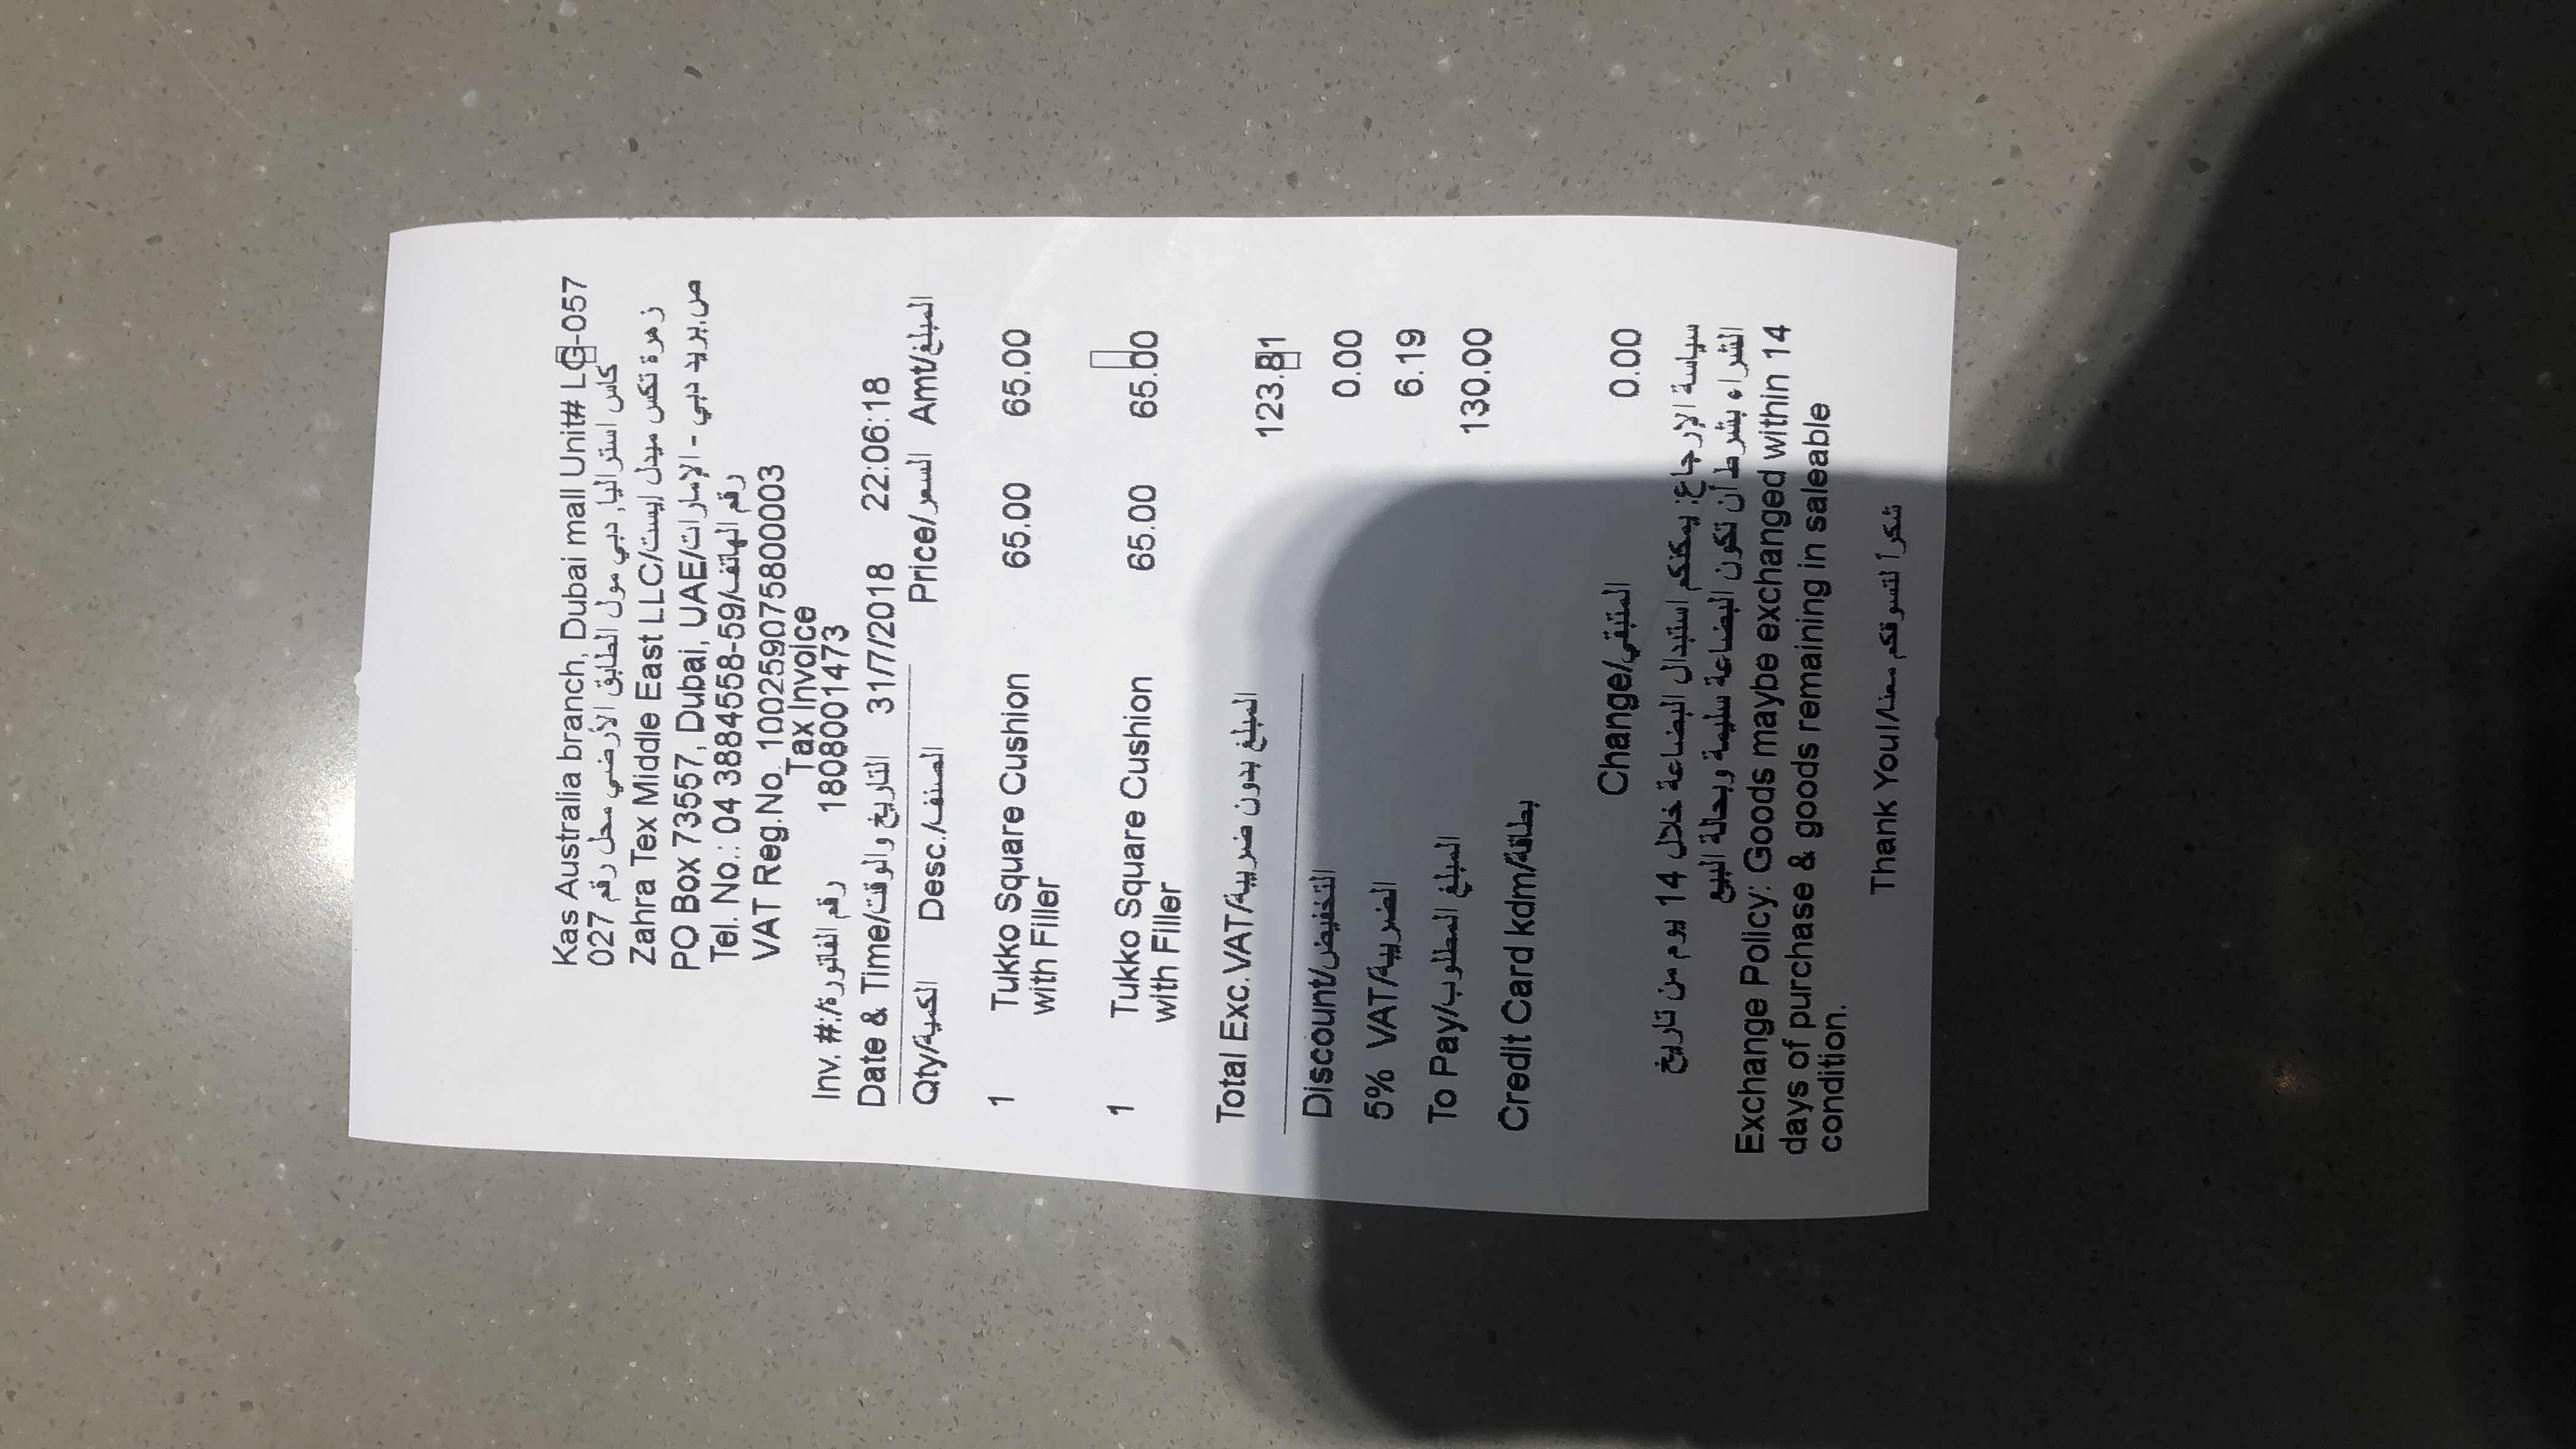 Kas Australia branch, Dubai mall Unit# LG-057
كاس استراليا, دبي مول الطابق الأرضي محل رقم 027
Zahra Tex Middle East LLC/زهرة تكس ميدل إيست
PO Box 73557, Dubai, UAE/ص.بريد دبي - الإمارات
Tel. No.: 04 3884558-59/رقم الهاتف
VAT Reg.No. 100259075800003
Tax Invoice
Inv. #:/رقم الفاتورة 1808001473
Date & Time/التاريخ والوقت 31/7/2018 22:06:18
Qty/الكمية Desc./الصنف Price/السعر Amt/المبلغ
1 Tukko Square Cushion 65.00 65.00
with Filler
1 Tukko Square Cushion 65.00 65.00
with Filler
Total Exc.VAT/المبلغ بدون ضريبة 123.81
Discount/التخفيض 0.00
5% VAT/الضريبة 6.19
To Pay/المبلغ المطلوب 130.00
Credit Card kdm/بطاقة
Change/المتبقي 0.00
سياسة الإرجاع: يمكنكم استبدال البضاعة خلال 14 يوم من تاريخ
الشراء بشرط أن تكون البضاعة سليمة وبحالة البيع
Exchange Policy: Goods maybe exchanged within 14
days of purchase & goods remaining in saleable
condition.
Thank You!/شكراً لتسوقكم معنا